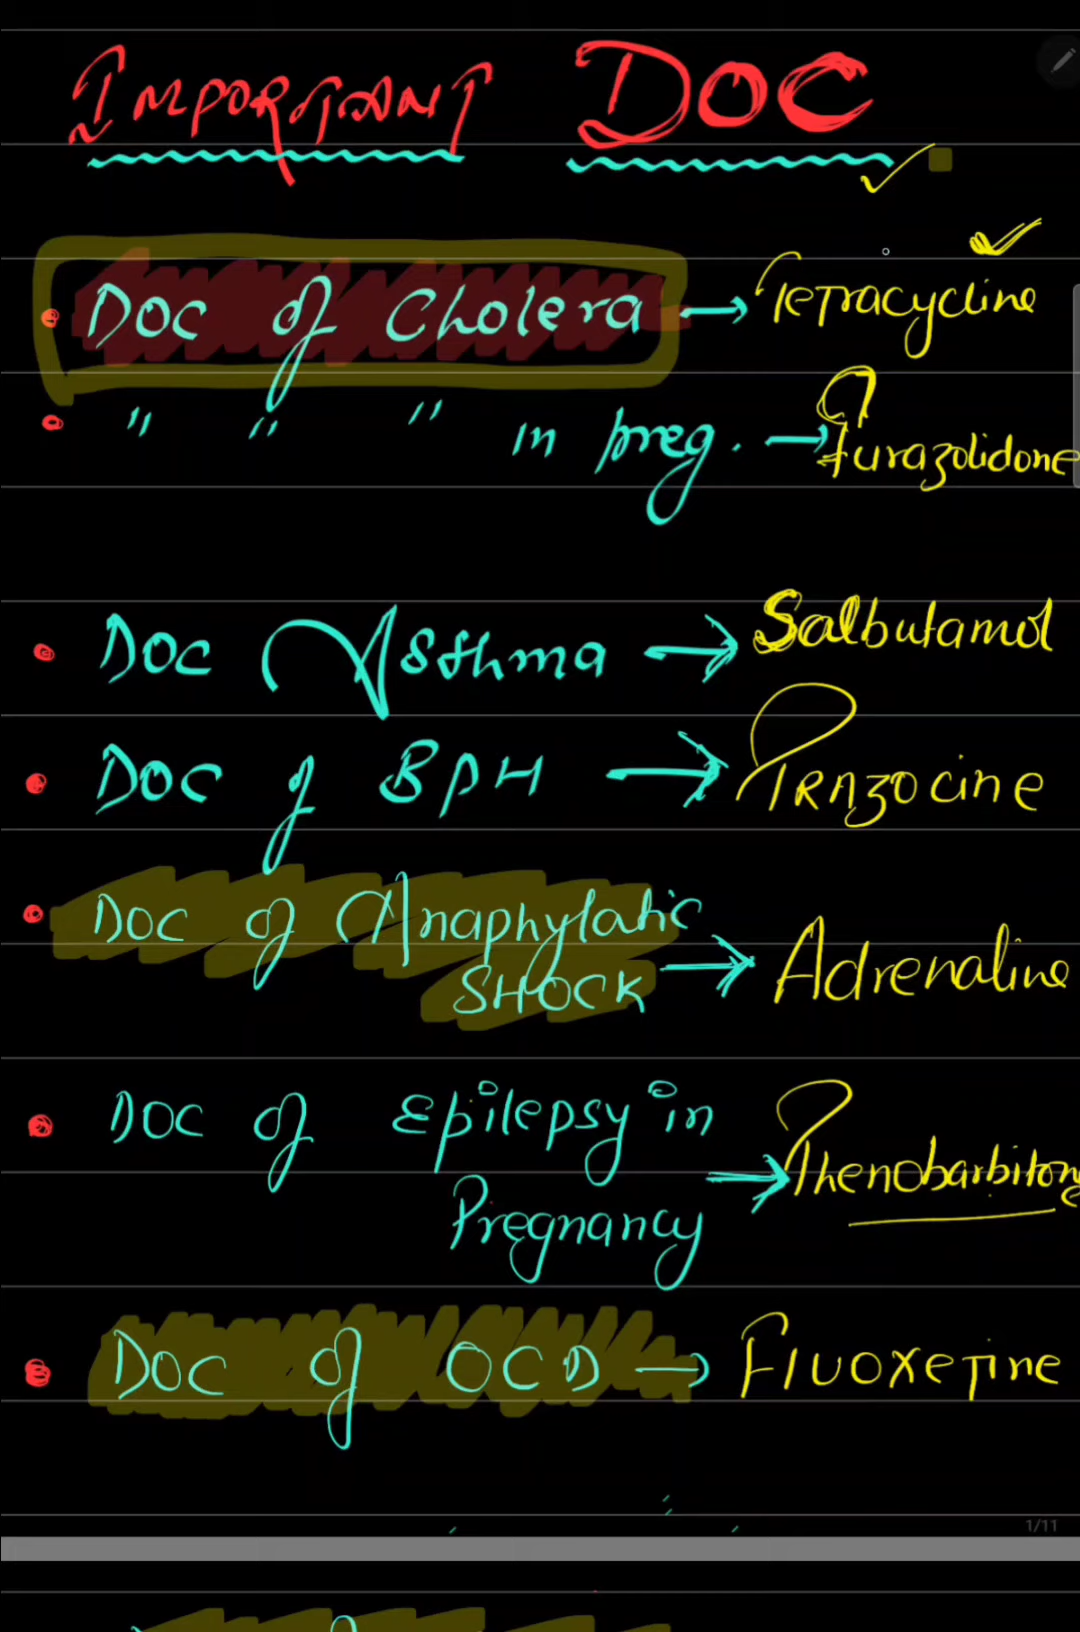 IMPORTANT DOC
DOC of Cholera → Tetracycline
" " " in preg. → furazolidone
DOC Asthma → Salbutamol
DOC of BPH → Prazocine
DOC of Anaphylatic
SHOCK → Adrenaline
DOC of Epilepsy in
Pregnancy → Phenobarbitone
DOC of OCD → Fluoxetine
1/11